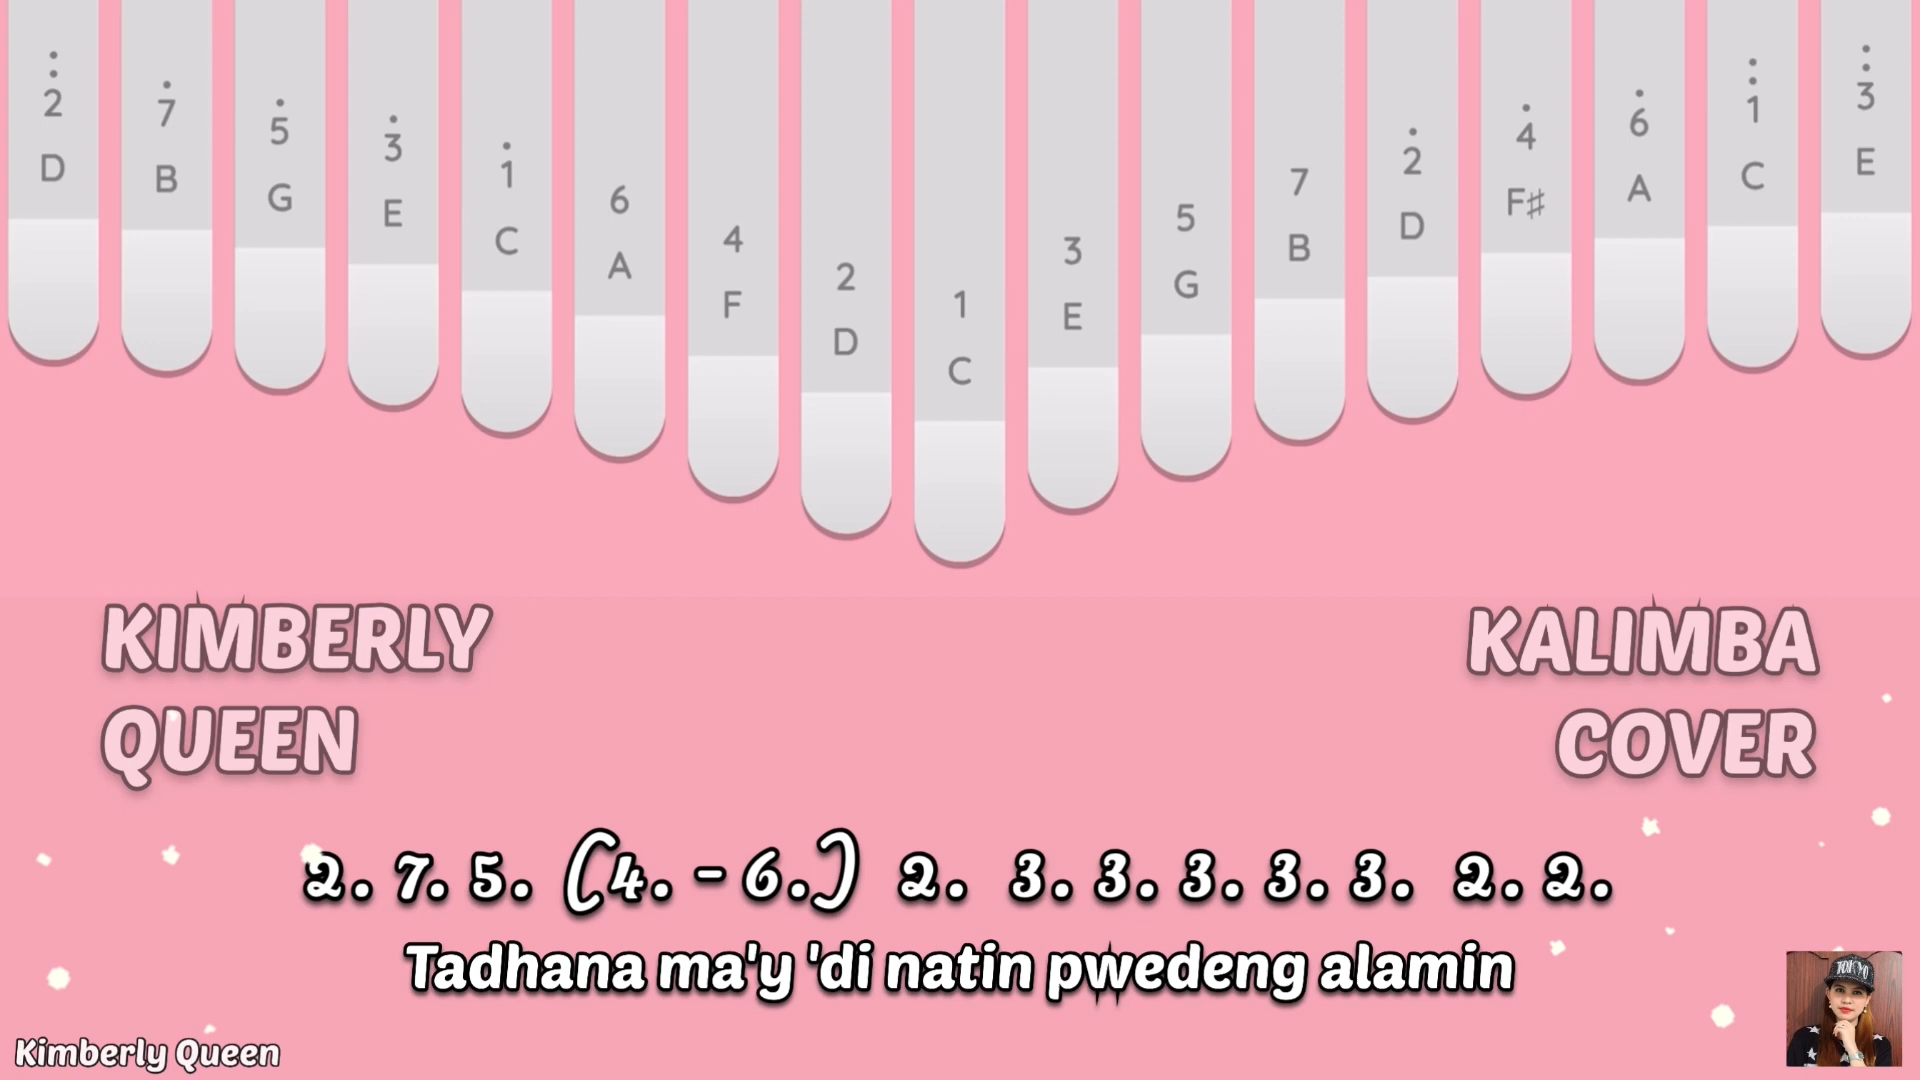 2 7 5 3 1 6 4 2 1 3 5 7 2 4 6 1 3
D B G E C A F D C E G B D F♯ A C E
KIMBERLY
QUEEN
KALIMBA
COVER
2. 7. 5. (4. - 6.) 2. 3. 3. 3. 3. 3. 2. 2.
Tadhana ma'y 'di natin pwedeng alamin
Kimberly Queen
TOKYO